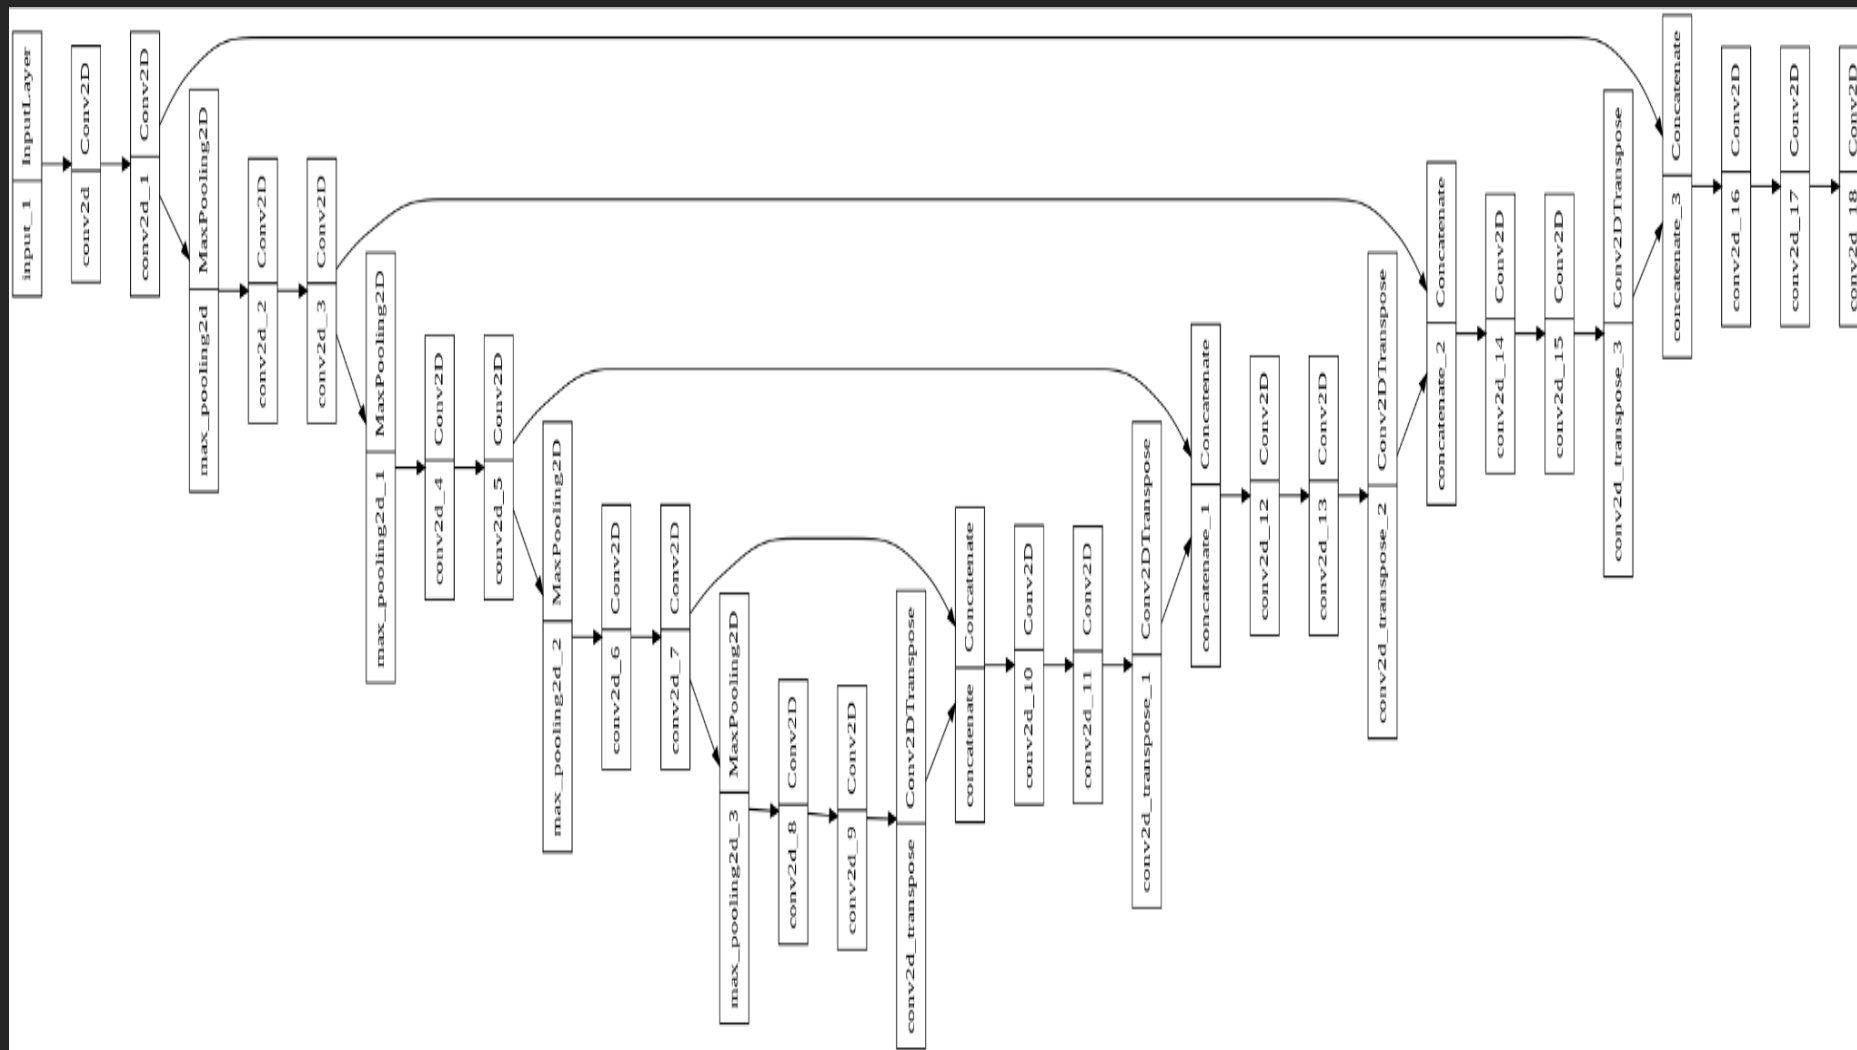 input_1 InputLayer
conv2d Conv2D
conv2d_1 Conv2D
max_pooling2d MaxPooling2D
conv2d_2 Conv2D
conv2d_3 Conv2D
max_pooling2d_1 MaxPooling2D
conv2d_4 Conv2D
conv2d_5 Conv2D
max_pooling2d_2 MaxPooling2D
conv2d_6 Conv2D
conv2d_7 Conv2D
max_pooling2d_3 MaxPooling2D
conv2d_8 Conv2D
conv2d_9 Conv2D
conv2d_transpose Conv2DTranspose
concatenate Concatenate
conv2d_10 Conv2D
conv2d_11 Conv2D
conv2d_transpose_1 Conv2DTranspose
concatenate_1 Concatenate
conv2d_12 Conv2D
conv2d_13 Conv2D
conv2d_transpose_2 Conv2DTranspose
concatenate_2 Concatenate
conv2d_14 Conv2D
conv2d_15 Conv2D
conv2d_transpose_3 Conv2DTranspose
concatenate_3 Concatenate
conv2d_16 Conv2D
conv2d_17 Conv2D
conv2d_18 Conv2D